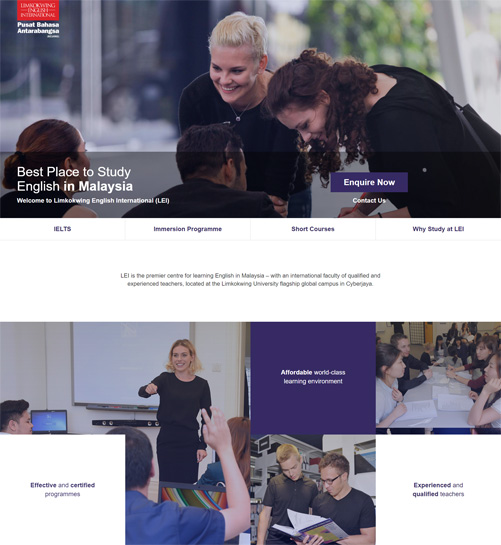 LIMKOKWING
ENGLISH
INTERNATIONAL
Pusat Bahasa
Antarabangsa
Best Place to Study
English in Malaysia
Welcome to Limkokwing English International (LEI)
Enquire Now
Contact Us
IELTS
Immersion Programme
Short Courses
Why Study at LEI
LEI is the premier centre for learning English in Malaysia – with an international faculty of qualified and
experienced teachers, located at the Limkokwing University flagship global campus in Cyberjaya.
Affordable world-class
learning environment
Effective and certified
programmes
Experienced and
qualified teachers